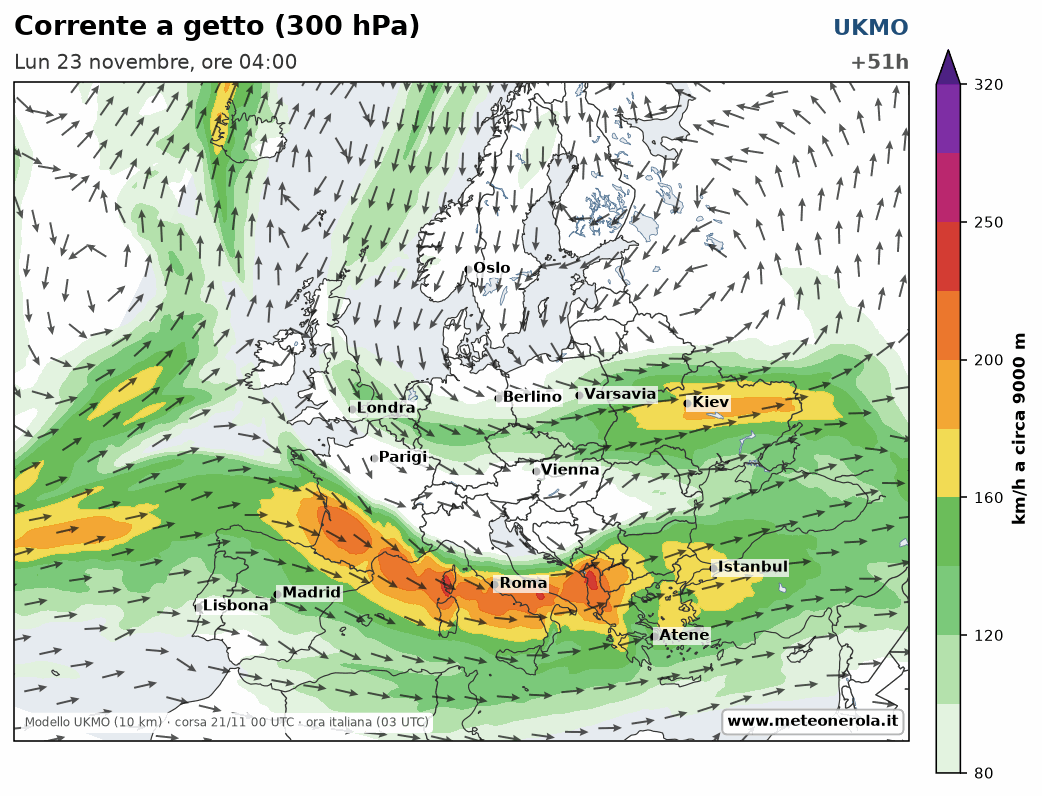 Corrente a getto (300 hPa)
UKMO
Lun 23 novembre, ore 04:00
+51h
320
250
200
160
120
80
km/h a circa 9000 m
Oslo
Berlino
Varsavia
Kiev
Londra
Parigi
Vienna
Istanbul
Roma
Madrid
Lisbona
Atene
Modello UKMO (10 km) · corsa 21/11 00 UTC · ora italiana (03 UTC)
www.meteonerola.it